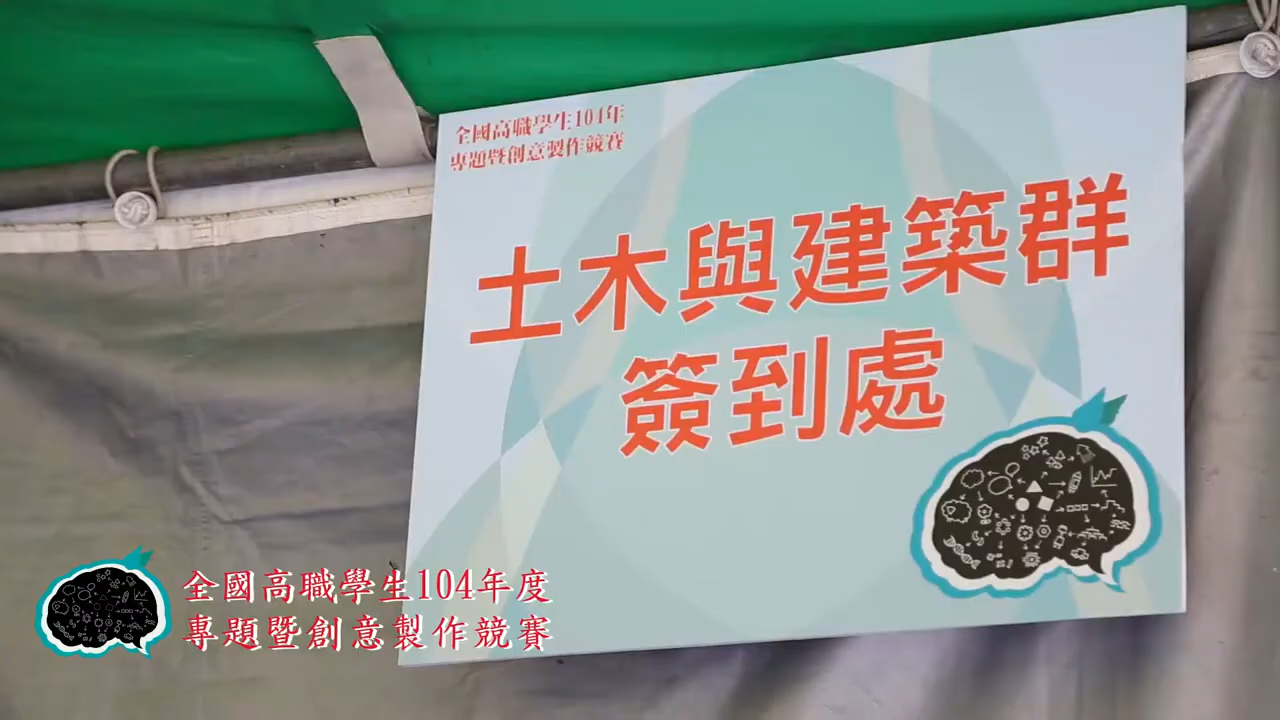 全國高職學生104年
專題暨創意製作競賽
土木與建築群
簽到處
全國高職學生104年度
專題暨創意製作競賽